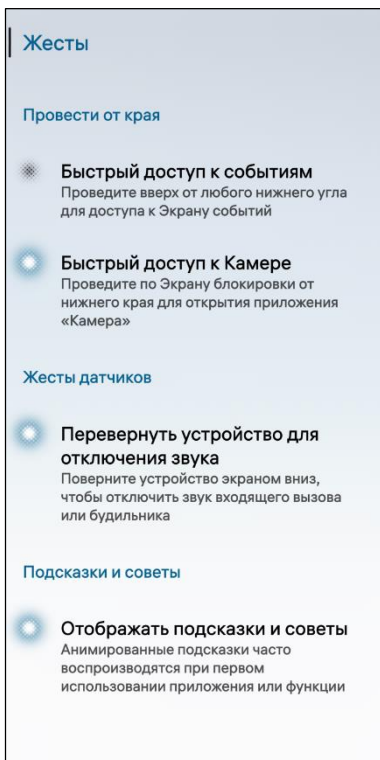 Жесты
Провести от края
Быстрый доступ к событиям
Проведите вверх от любого нижнего угла
для доступа к Экрану событий
Быстрый доступ к Камере
Проведите по Экрану блокировки от
нижнего края для открытия приложения
«Камера»
Жесты датчиков
Перевернуть устройство для
отключения звука
Поверните устройство экраном вниз,
чтобы отключить звук входящего вызова
или будильника
Подсказки и советы
Отображать подсказки и советы
Анимированные подсказки часто
воспроизводятся при первом
использовании приложения или функции